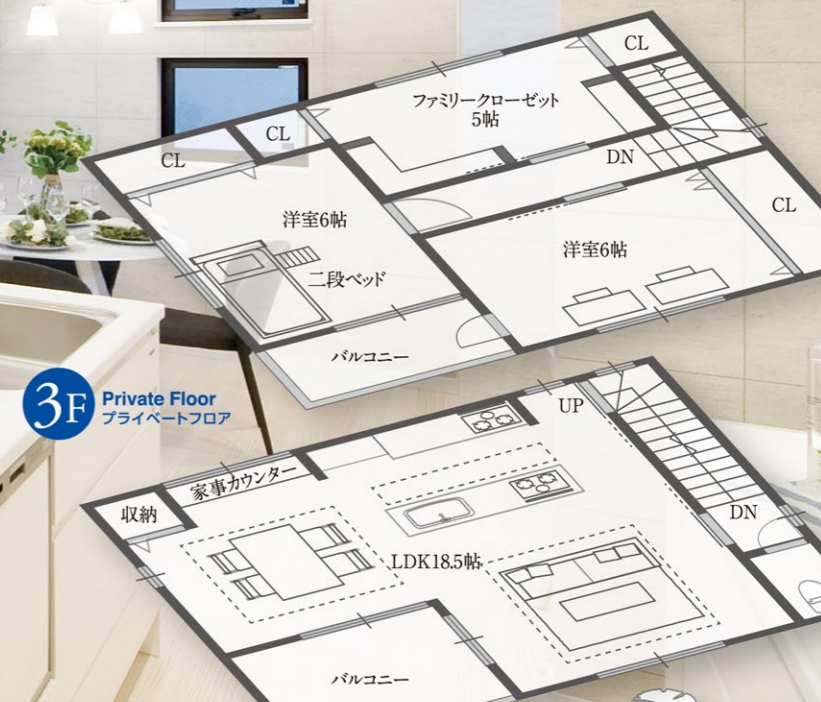 CL
ファミリークローゼット
5帖
CL
CL
DN
CL
洋室6帖
洋室6帖
二段ベッド
バルコニー
3F Private Floor
プライベートフロア
UP
家事カウンター
収納
DN
LDK18.5帖
バルコニー